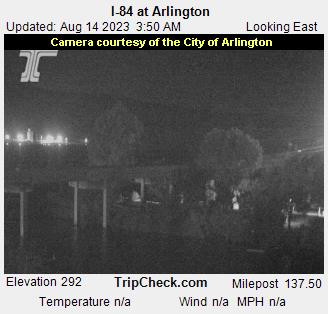 I-84 at Arlington
Updated: Aug 14 2023 3:50 AM Looking East
Camera courtesy of the City of Arlington
Elevation 292 TripCheck.com Milepost 137.50
Temperature n/a Wind n/a MPH n/a